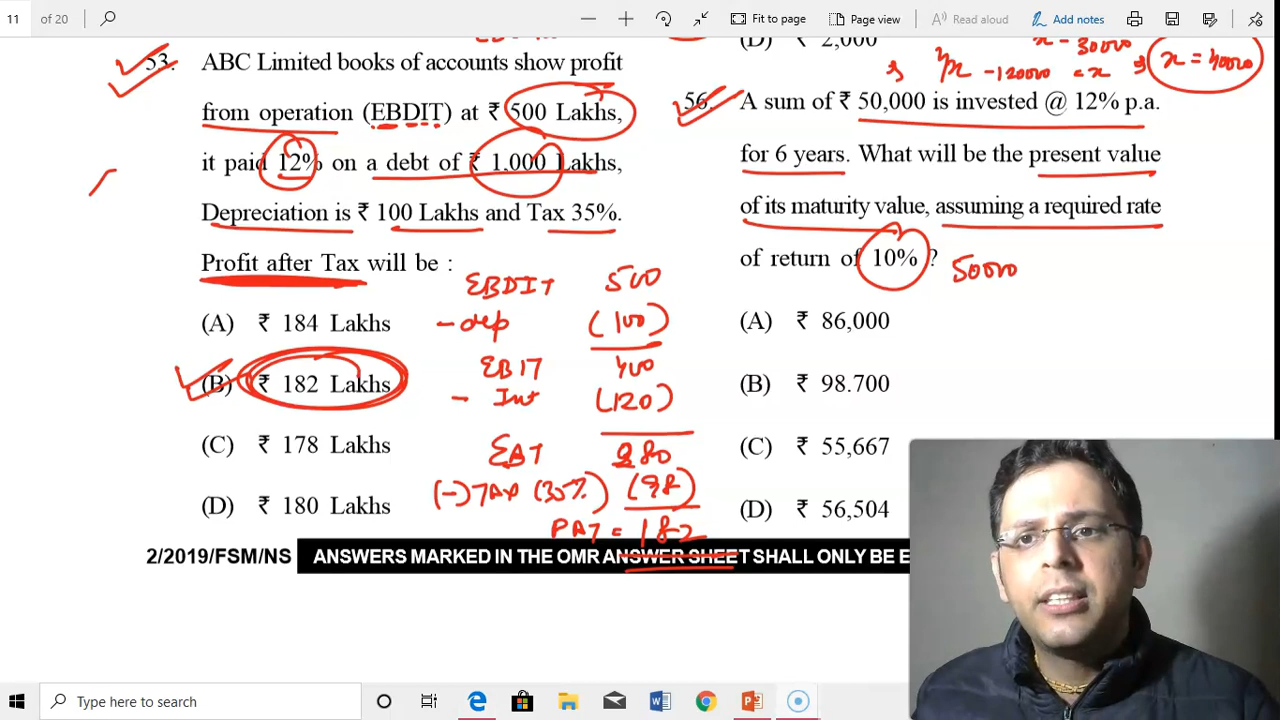 11 of 20
Fit to page
Page view
Read aloud
Add notes
53. ABC Limited books of accounts show profit
from operation (EBDIT) at ₹ 500 Lakhs,
it paid 12% on a debt of ₹ 1,000 Lakhs,
Depreciation is ₹ 100 Lakhs and Tax 35%.
Profit after Tax will be :
(A) ₹ 184 Lakhs
(B) ₹ 182 Lakhs
(C) ₹ 178 Lakhs
(D) ₹ 180 Lakhs
EBDIT 500
- dep (100)
EBIT 400
- Int (120)
EBT 280
(-) TAX (35%) (98)
PAT = 182
(D) ₹ 2,000
x - 30000
- 120000 = x
x = 40000
56. A sum of ₹ 50,000 is invested @ 12% p.a.
for 6 years. What will be the present value
of its maturity value, assuming a required rate
of return of 10% ?
50000
(A) ₹ 86,000
(B) ₹ 98.700
(C) ₹ 55,667
(D) ₹ 56,504
2/2019/FSM/NS
ANSWERS MARKED IN THE OMR ANSWER SHEET SHALL ONLY BE E
Type here to search